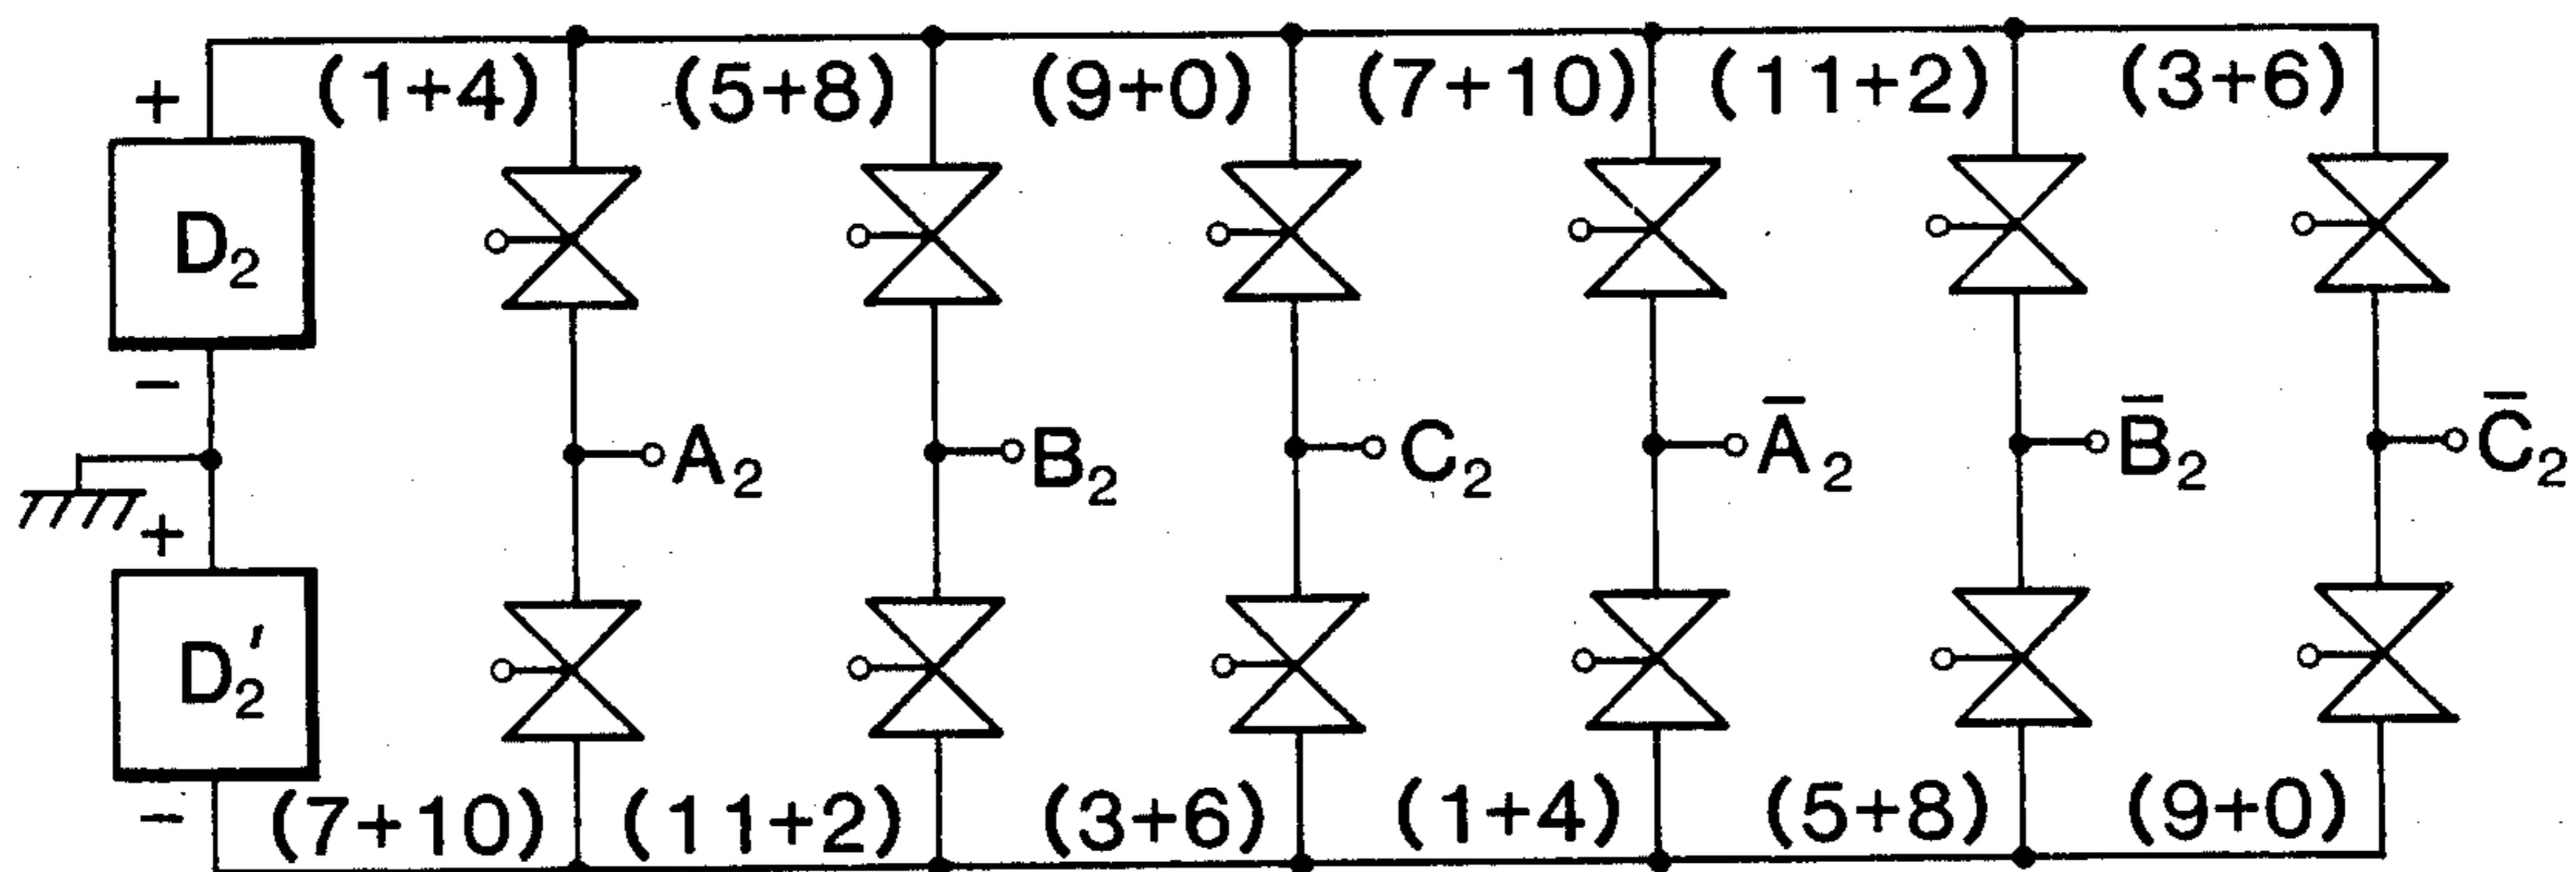 + (1+4) (5+8) (9+0) (7+10) (11+2) (3+6)
D₂
−
A₂ B₂ C₂ A̅₂ B̅₂ C̅₂
+
D₂′
− (7+10) (11+2) (3+6) (1+4) (5+8) (9+0)